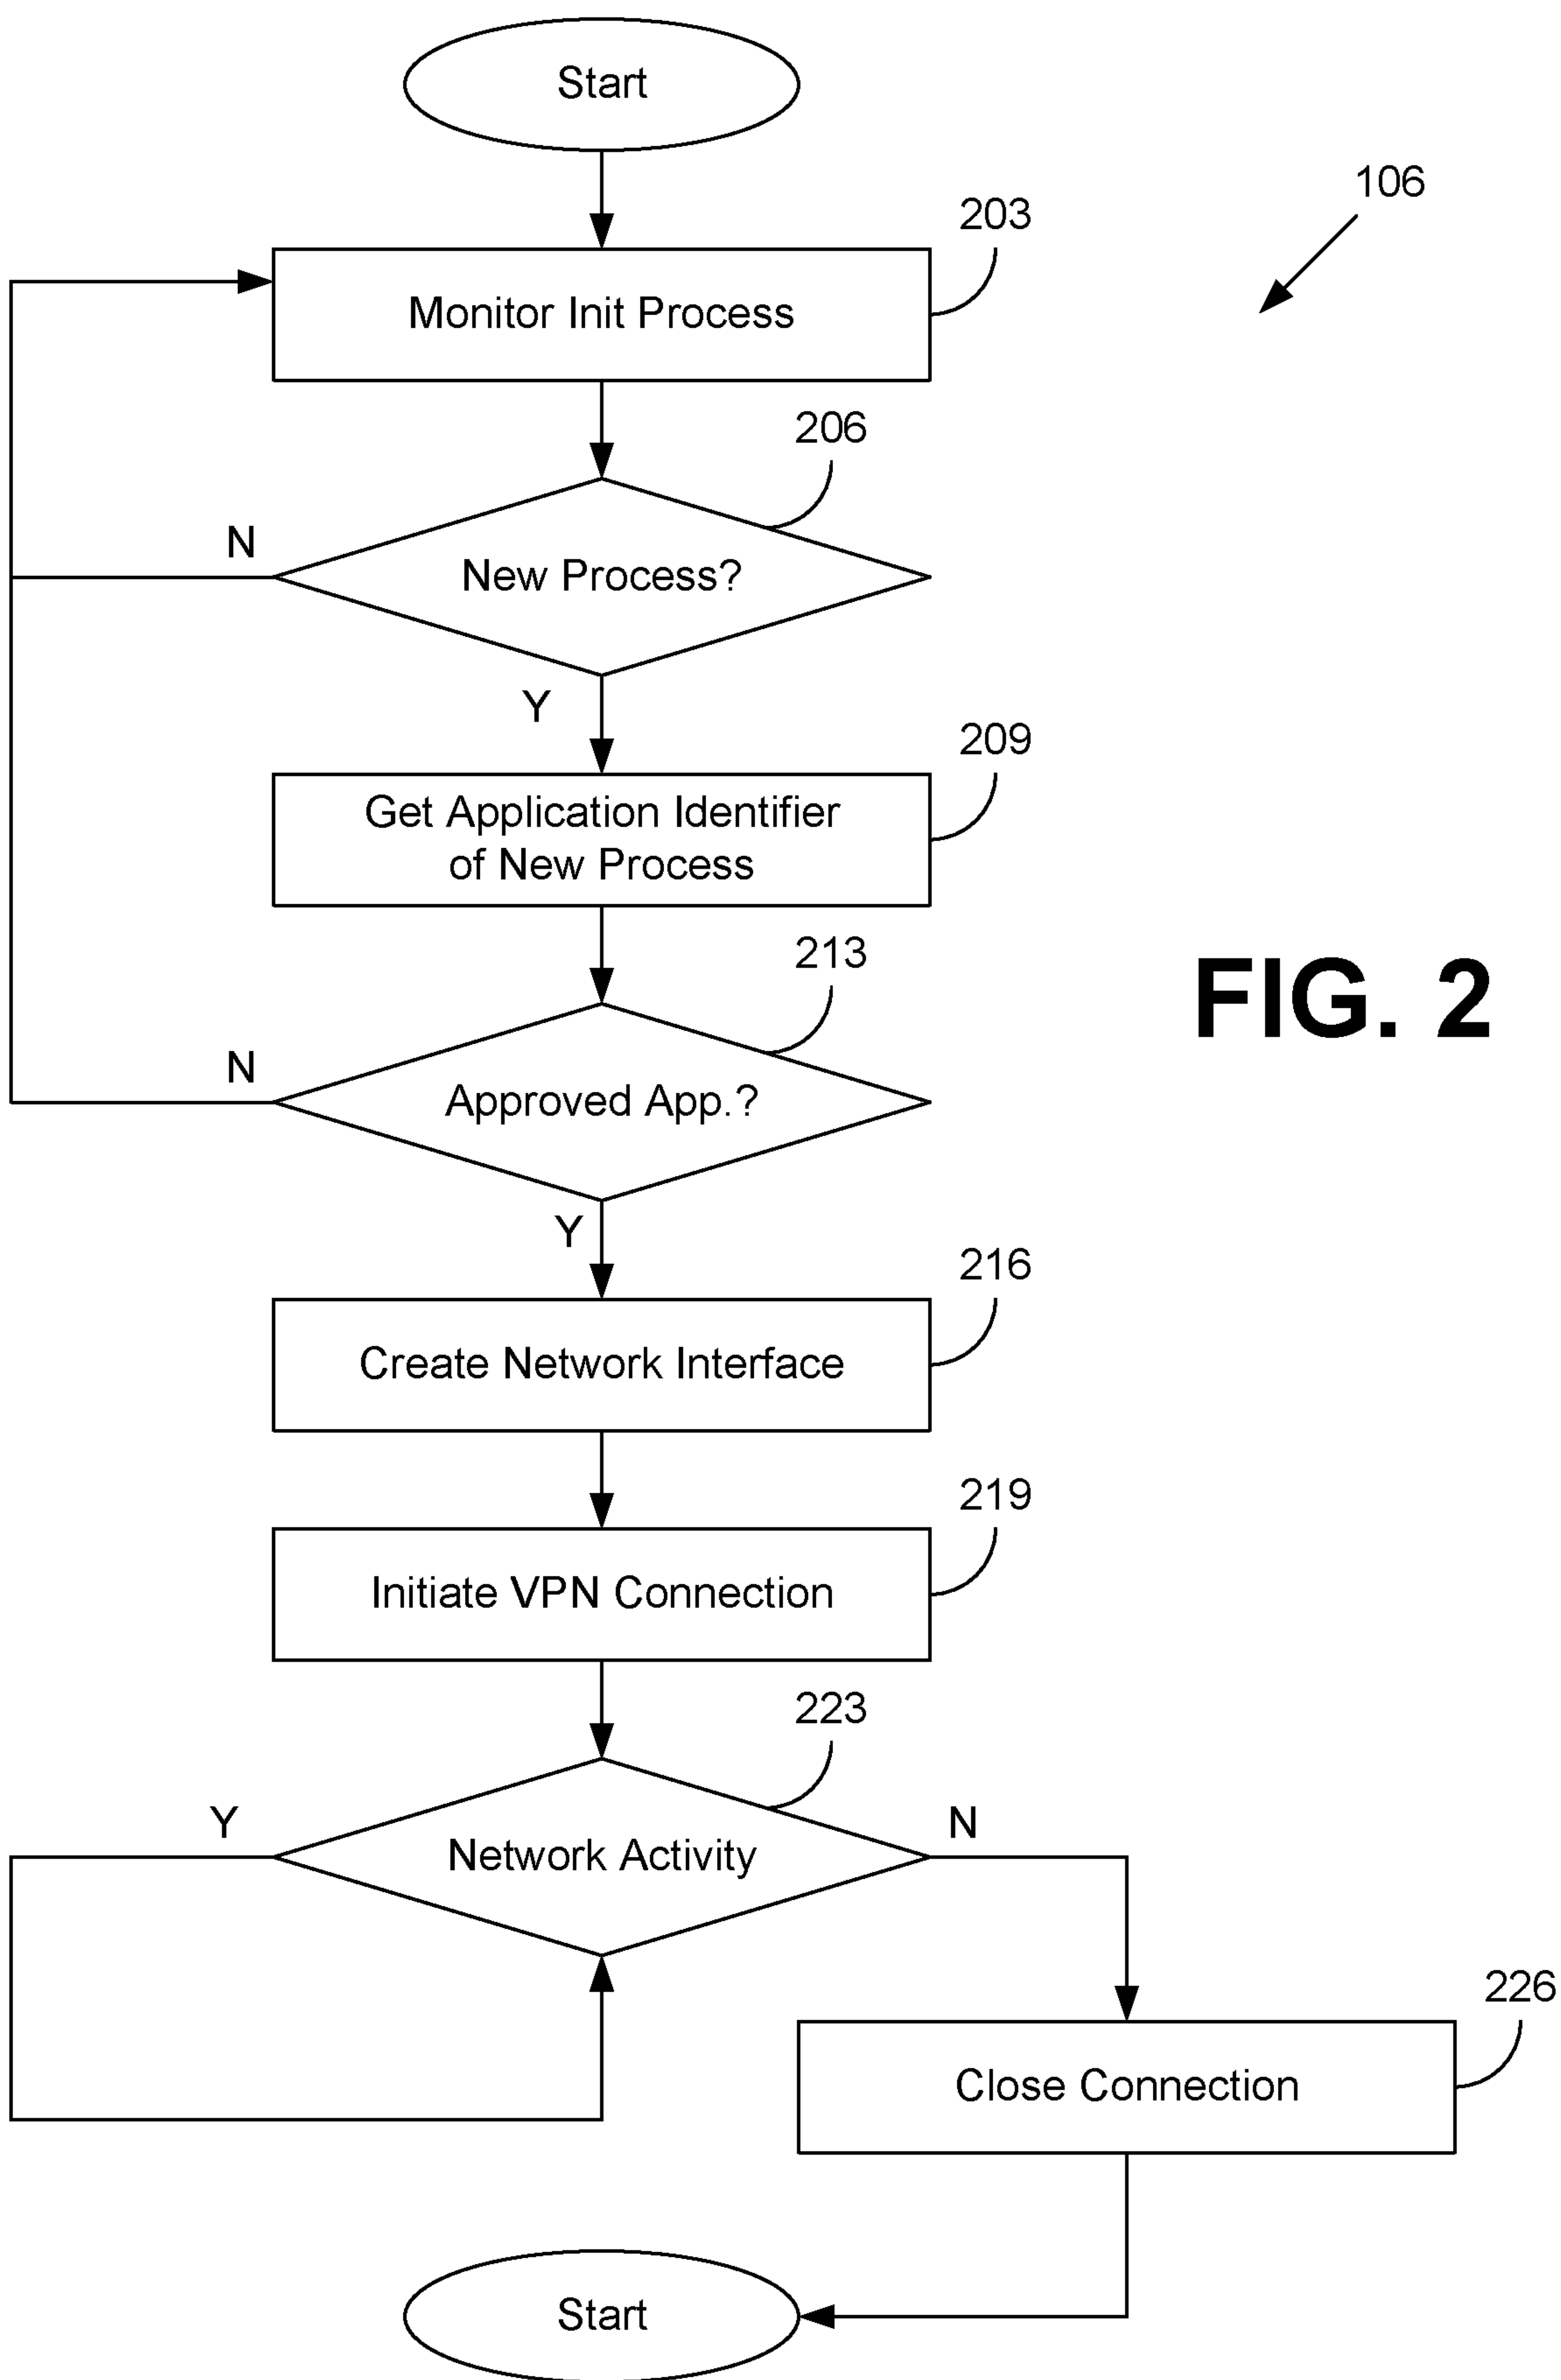 Start
106
203
Monitor Init Process
206
N
New Process?
Y
209
Get Application Identifier
of New Process
213
FIG. 2
N
Approved App.?
Y
216
Create Network Interface
219
Initiate VPN Connection
223
Y
N
Network Activity
226
Close Connection
Start